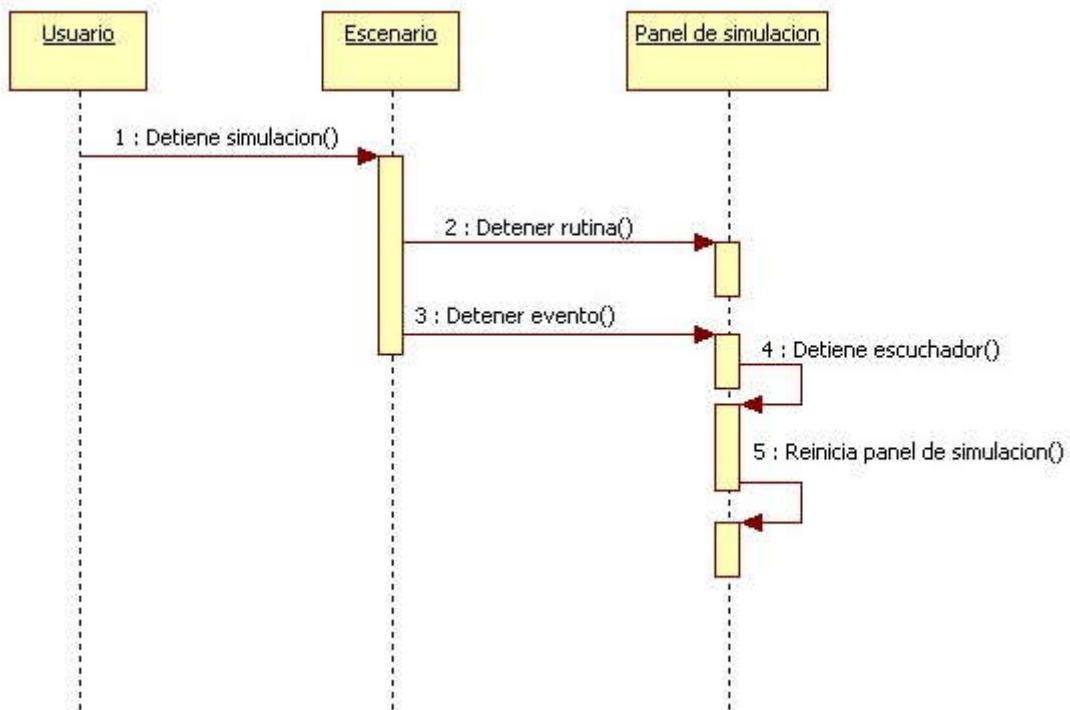 Usuario
Escenario
Panel de simulacion
1 : Detiene simulacion()
2 : Detener rutina()
3 : Detener evento()
4 : Detiene escuchador()
5 : Reinicia panel de simulacion()